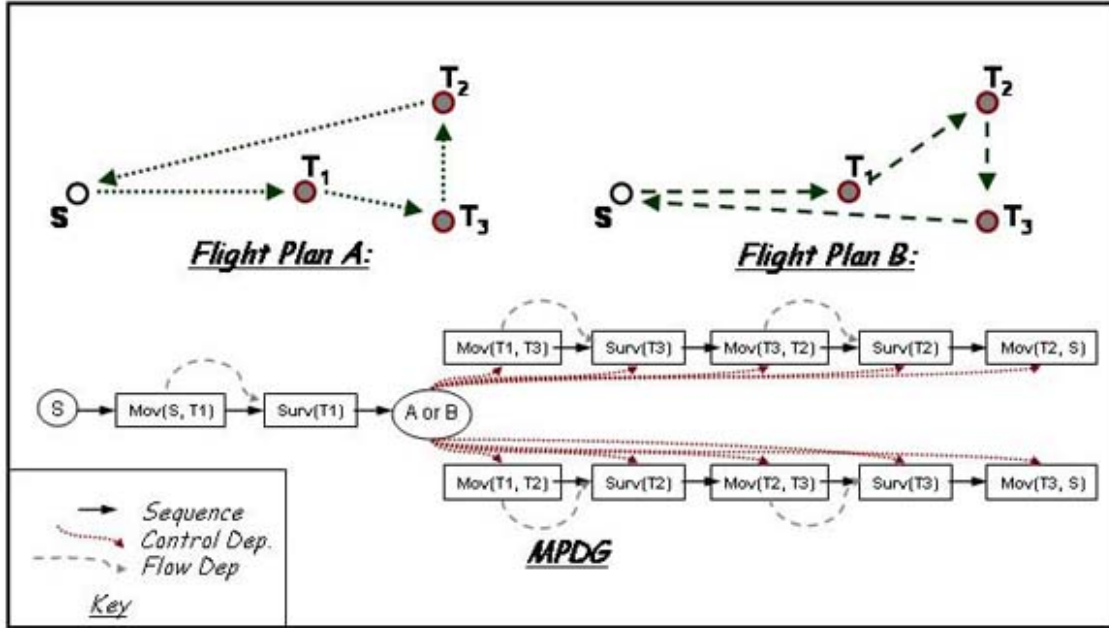 T2
T1
S
T3
Flight Plan A:
T2
T1
S
T3
Flight Plan B:
Mov(T1, T3)
Surv(T3)
Mov(T3, T2)
Surv(T2)
Mov(T2, S)
S
Mov(S, T1)
Surv(T1)
A or B
Mov(T1, T2)
Surv(T2)
Mov(T2, T3)
Surv(T3)
Mov(T3, S)
MPDG
Sequence
Control Dep.
Flow Dep
Key